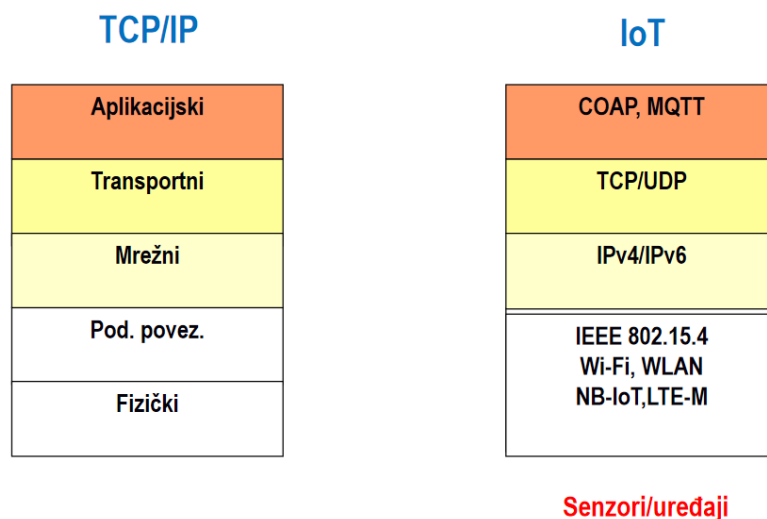 TCP/IP
Aplikacijski
Transportni
Mrežni
Pod. povez.
Fizički
IoT
COAP, MQTT
TCP/UDP
IPv4/IPv6
IEEE 802.15.4
Wi-Fi, WLAN
NB-IoT,LTE-M
Senzori/uređaji